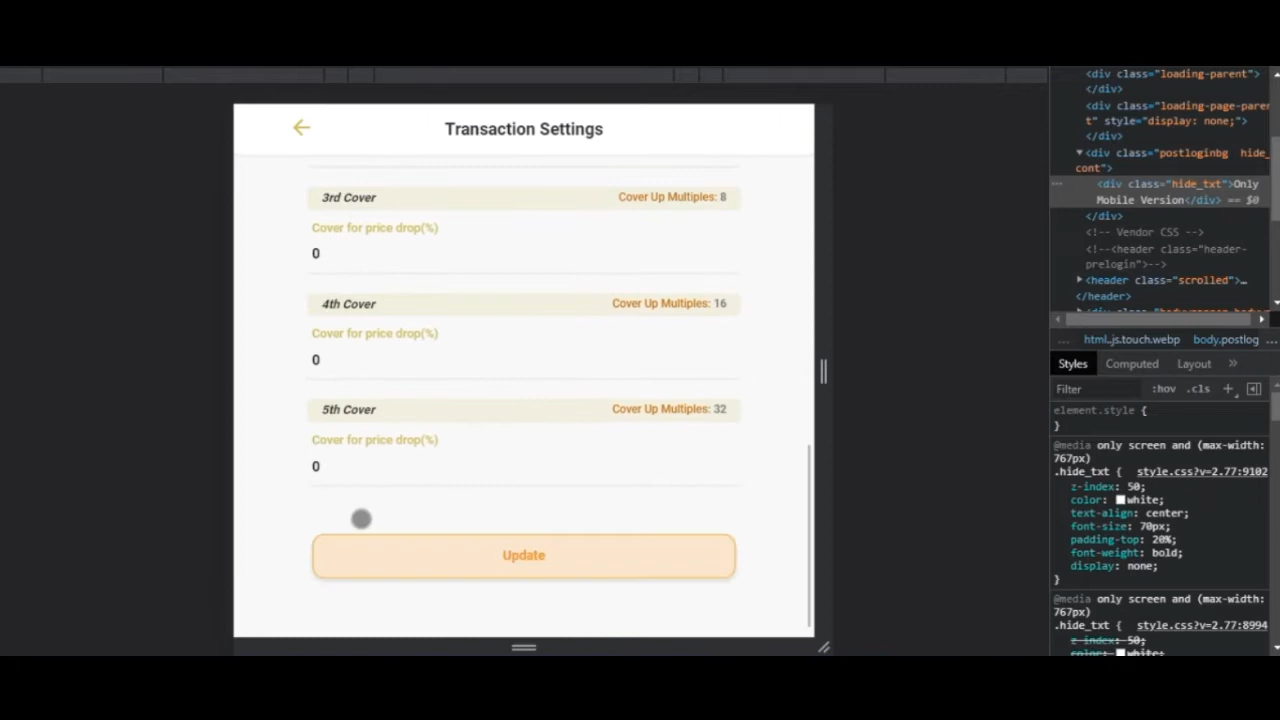 Transaction Settings
3rd Cover
Cover Up Multiples: 8
Cover for price drop(%)
0
4th Cover
Cover Up Multiples: 16
Cover for price drop(%)
0
5th Cover
Cover Up Multiples: 32
Cover for price drop(%)
0
Update
<div class="loading-parent">
</div>
<div class="loading-page-paren
t" style="display: none;">
</div>
<div class="postloginbg hide_
cont">
<div class="hide_txt">Only
Mobile Version</div> == $0
</div>
<!-- Vendor CSS -->
<!--<header class="header-
prelogin">-->
<header class="scrolled">…
</header>
… html.js.touch.webp body.postlog …
Styles Computed Layout »
Filter :hov .cls +
element.style {
}
@media only screen and (max-width:
767px)
.hide_txt { style.css?v=2.77:9102
z-index: 50;
color: white;
text-align: center;
font-size: 70px;
padding-top: 20%;
font-weight: bold;
display: none;
}
@media only screen and (max-width:
767px)
.hide_txt { style.css?v=2.77:8994
z-index: 50;
color: white;